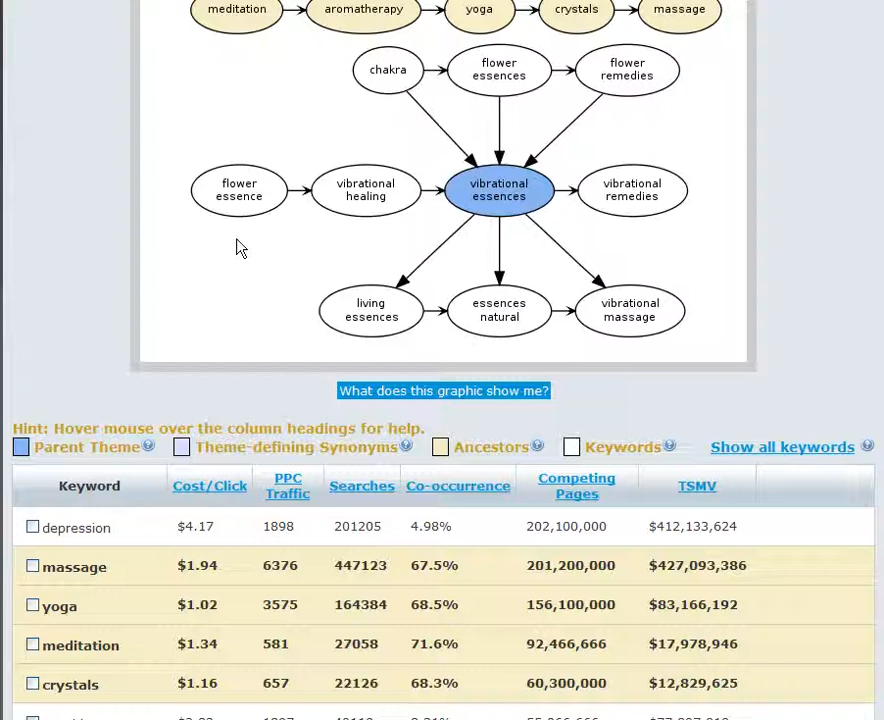 meditation aromatherapy yoga crystals massage
chakra flower essences flower remedies
flower essence vibrational healing vibrational essences vibrational remedies
living essences essences natural vibrational massage
What does this graphic show me?
Hint: Hover mouse over the column headings for help.
Parent Theme Theme-defining Synonyms Ancestors Keywords Show all keywords
Keyword Cost/Click PPC Traffic Searches Co-occurrence Competing Pages TSMV
depression $4.17 1898 201205 4.98% 202,100,000 $412,133,624
massage $1.94 6376 447123 67.5% 201,200,000 $427,093,386
yoga $1.02 3575 164384 68.5% 156,100,000 $83,166,192
meditation $1.34 581 27058 71.6% 92,466,666 $17,978,946
crystals $1.16 657 22126 68.3% 60,300,000 $12,829,625